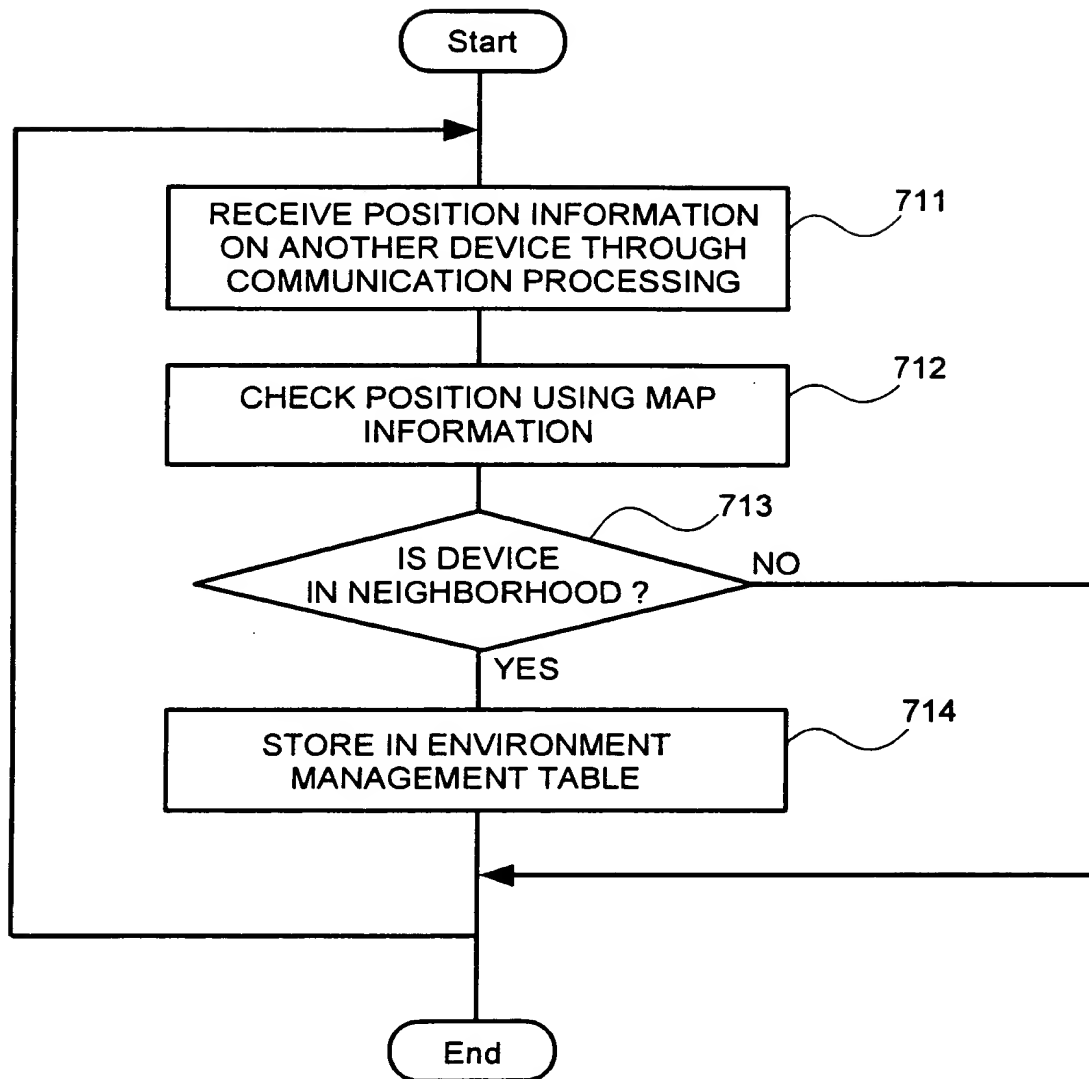 Start
RECEIVE POSITION INFORMATION
ON ANOTHER DEVICE THROUGH
COMMUNICATION PROCESSING
711
CHECK POSITION USING MAP
INFORMATION
712
IS DEVICE
IN NEIGHBORHOOD ?
713
NO
YES
STORE IN ENVIRONMENT
MANAGEMENT TABLE
714
End